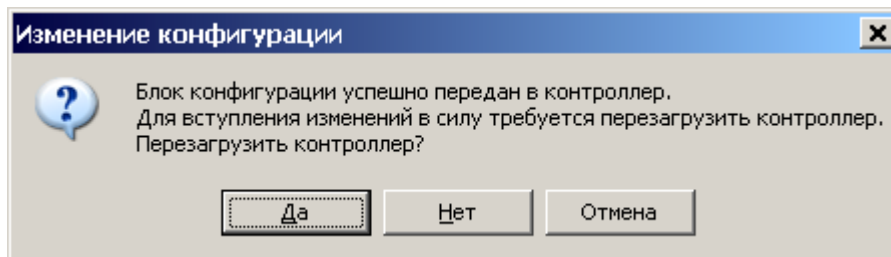 Изменение конфигурации
Блок конфигурации успешно передан в контроллер.
Для вступления изменений в силу требуется перезагрузить контроллер.
Перезагрузить контроллер?
Да Нет Отмена